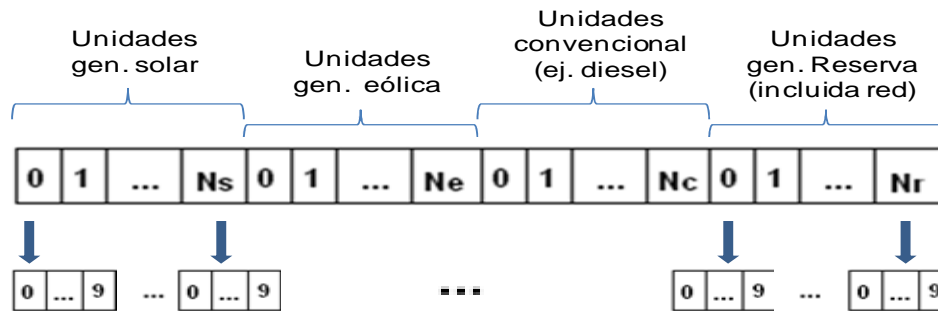 Unidades
gen. solar
Unidades
gen. eólica
Unidades
convencional
(ej. diesel)
Unidades
gen. Reserva
(incluida red)
0 1 ... Ns 0 1 ... Ne 0 1 ... Nc 0 1 ... Nr
0 ... 9 ... 0 ... 9 ... 0 ... 9 ... 0 ... 9